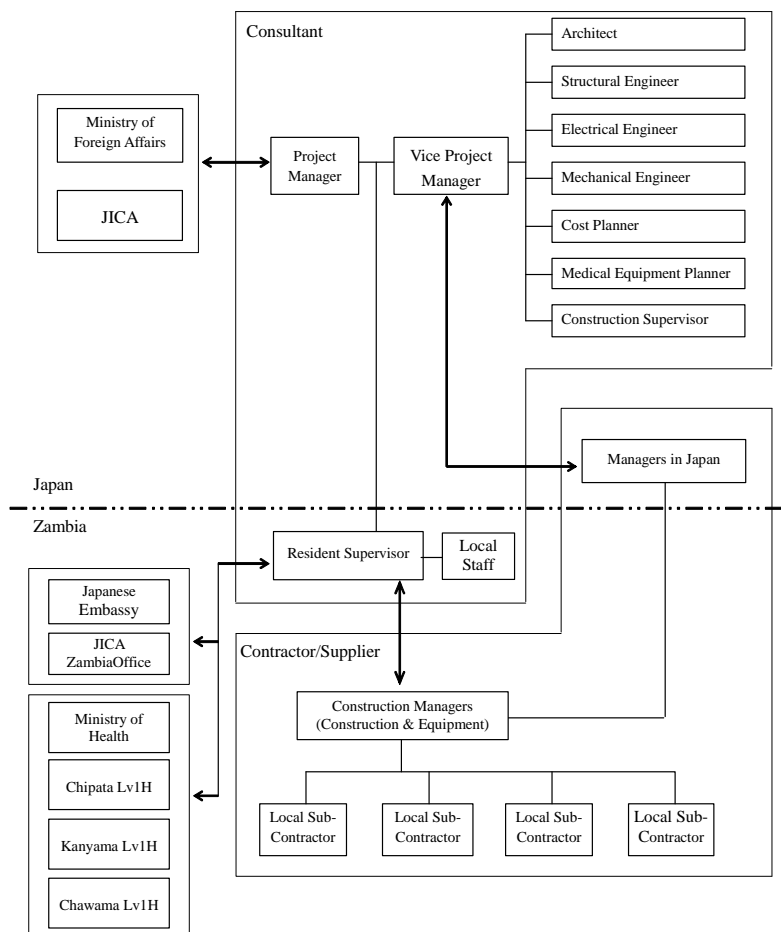 Consultant
Architect
Structural Engineer
Electrical Engineer
Mechanical Engineer
Cost Planner
Medical Equipment Planner
Construction Supervisor
Ministry of
Foreign Affairs
JICA
Project
Manager
Vice Project
Manager
Managers in Japan
Japan
Zambia
Resident Supervisor
Local
Staff
Japanese
Embassy
JICA
ZambiaOffice
Ministry of
Health
Chipata Lv1H
Kanyama Lv1H
Chawama Lv1H
Contractor/Supplier
Construction Managers
(Construction & Equipment)
Local Sub-
Contractor
Local Sub-
Contractor
Local Sub-
Contractor
Local Sub-
Contractor